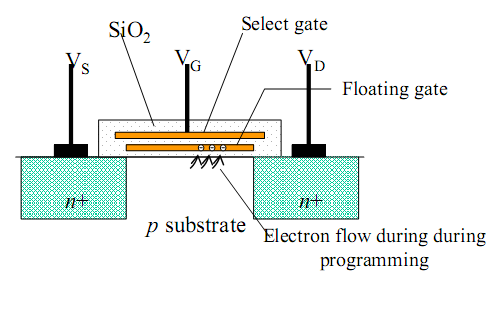 SiO2
Select gate
VS
VG
VD
Floating gate
n+
n+
p substrate
Electron flow during during
programming